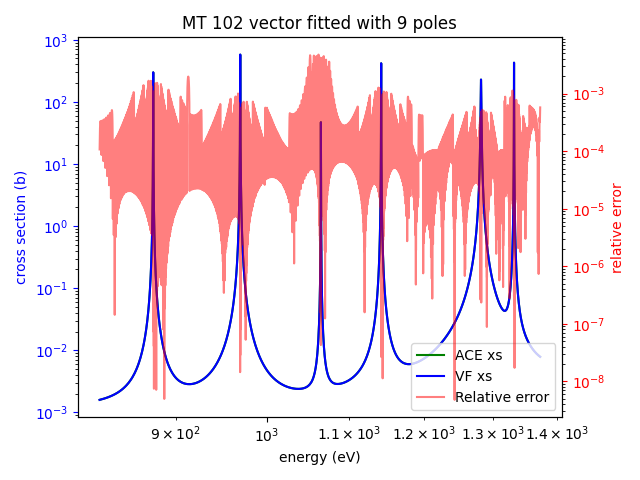 MT 102 vector fitted with 9 poles
10³
10²
10¹
10⁰
10⁻¹
10⁻²
10⁻³
cross section (b)
10⁻³
10⁻⁴
10⁻⁵
10⁻⁶
10⁻⁷
10⁻⁸
relative error
ACE xs
VF xs
Relative error
9 × 10² 10³ 1.1 × 10³ 1.2 × 10³ 1.3 × 10³ 1.4 × 10³
energy (eV)